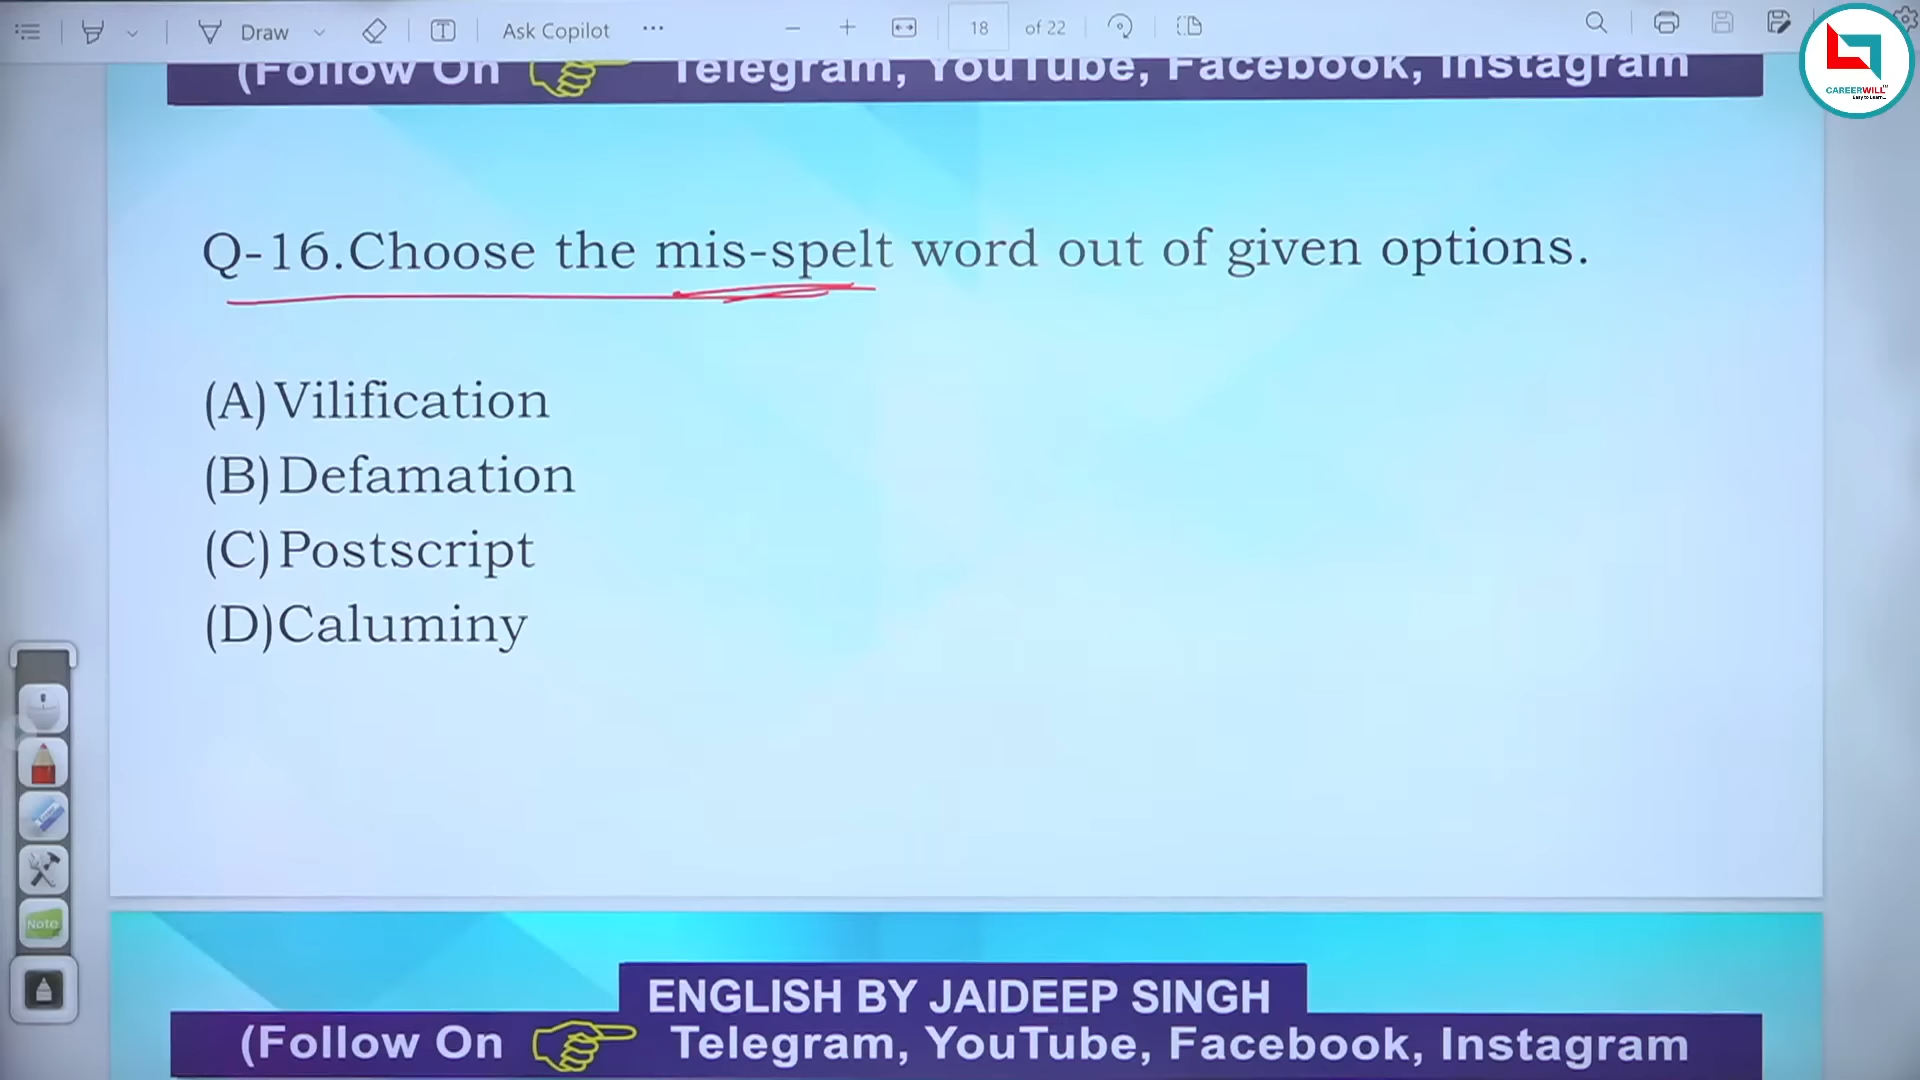 Draw
Ask Copilot
18 of 22
(Follow On Telegram, YouTube, Facebook, Instagram
CAREERWILL
Q-16.Choose the mis-spelt word out of given options.
(A) Vilification
(B) Defamation
(C) Postscript
(D) Caluminy
Note
ENGLISH BY JAIDEEP SINGH
(Follow On Telegram, YouTube, Facebook, Instagram